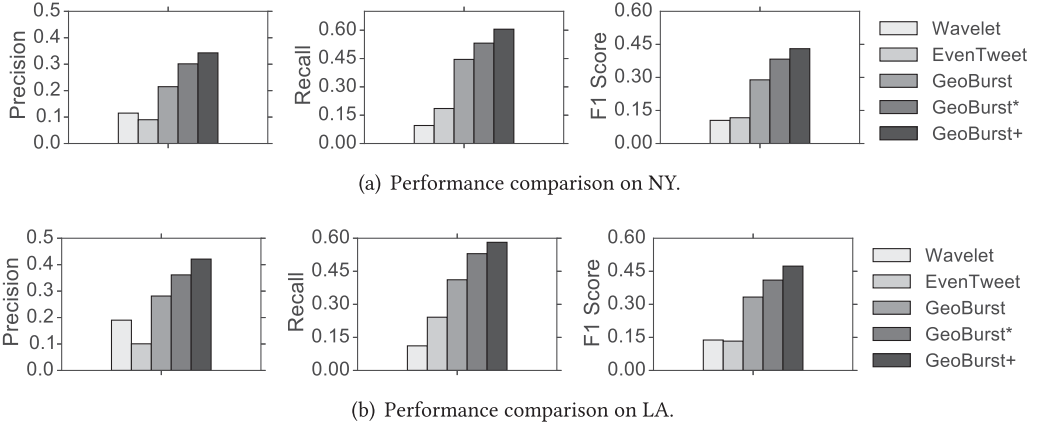 Precision
0.5
0.4
0.3
0.2
0.1
0.0
Recall
0.60
0.45
0.30
0.15
0.00
F1 Score
0.60
0.45
0.30
0.15
0.00
Wavelet
EvenTweet
GeoBurst
GeoBurst*
GeoBurst+
(a) Performance comparison on NY.
Precision
0.5
0.4
0.3
0.2
0.1
0.0
Recall
0.60
0.45
0.30
0.15
0.00
F1 Score
0.60
0.45
0.30
0.15
0.00
Wavelet
EvenTweet
GeoBurst
GeoBurst*
GeoBurst+
(b) Performance comparison on LA.